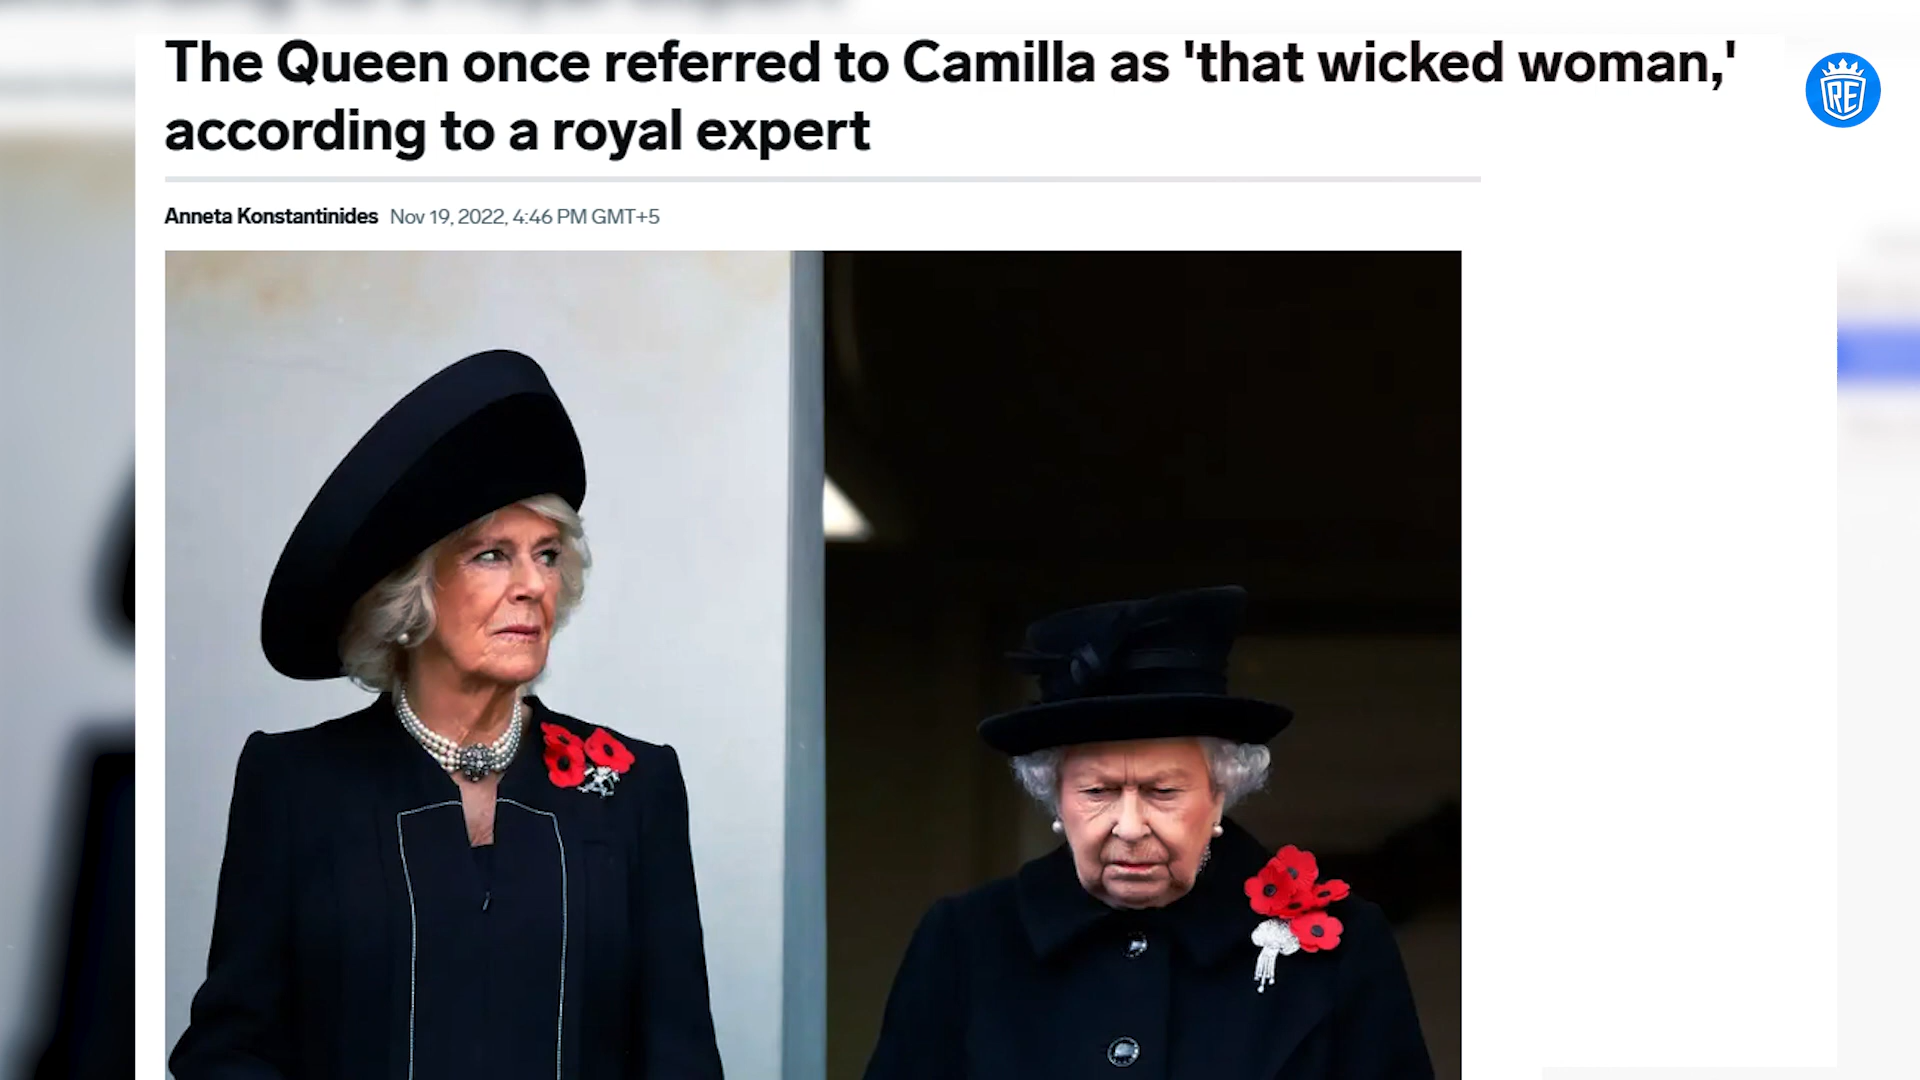 The Queen once referred to Camilla as 'that wicked woman,'
according to a royal expert
Anneta Konstantinides Nov 19, 2022, 4:46 PM GMT+5
RE